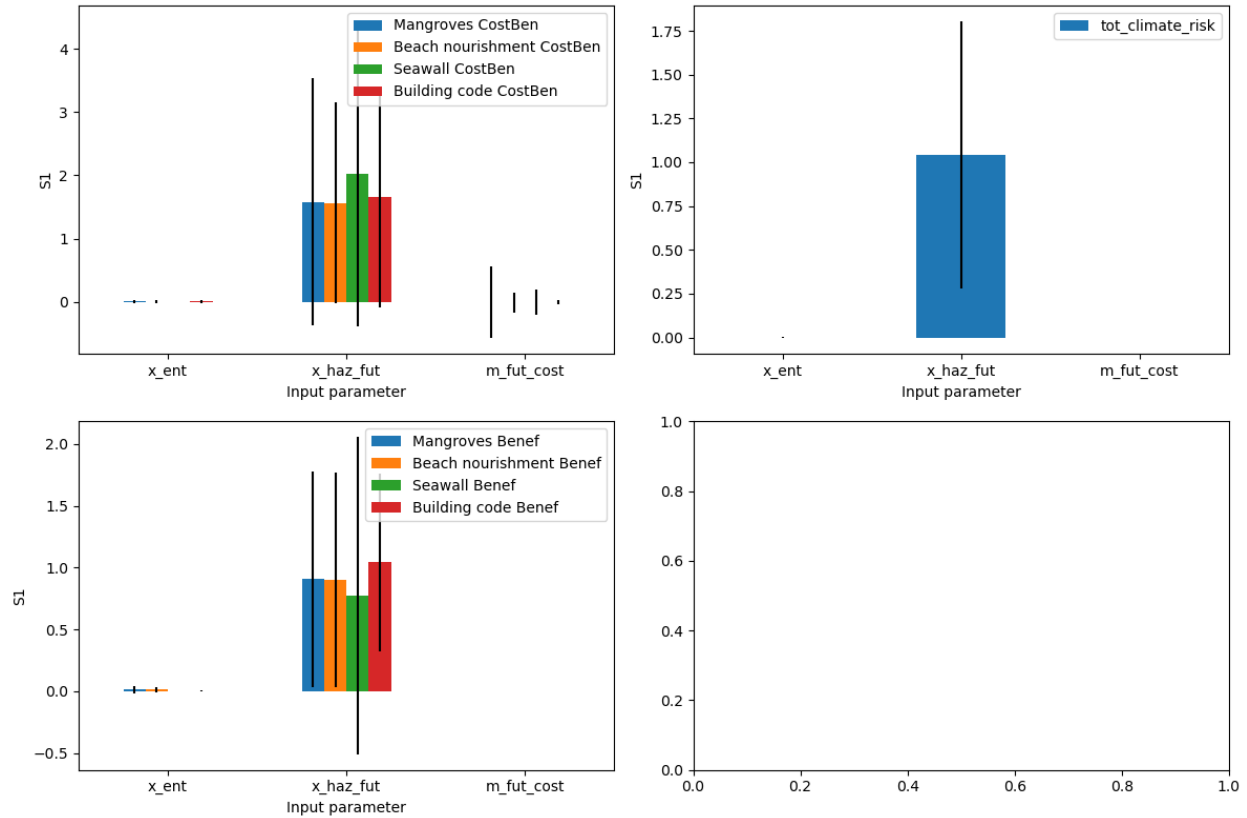 Mangroves CostBen
Beach nourishment CostBen
Seawall CostBen
Building code CostBen
4
3
2
1
0
S1
x_ent
x_haz_fut
m_fut_cost
Input parameter
tot_climate_risk
1.75
1.50
1.25
1.00
0.75
0.50
0.25
0.00
S1
x_ent
x_haz_fut
m_fut_cost
Input parameter
Mangroves Benef
Beach nourishment Benef
Seawall Benef
Building code Benef
2.0
1.5
1.0
0.5
0.0
−0.5
S1
x_ent
x_haz_fut
m_fut_cost
Input parameter
1.0
0.8
0.6
0.4
0.2
0.0
0.0
0.2
0.4
0.6
0.8
1.0